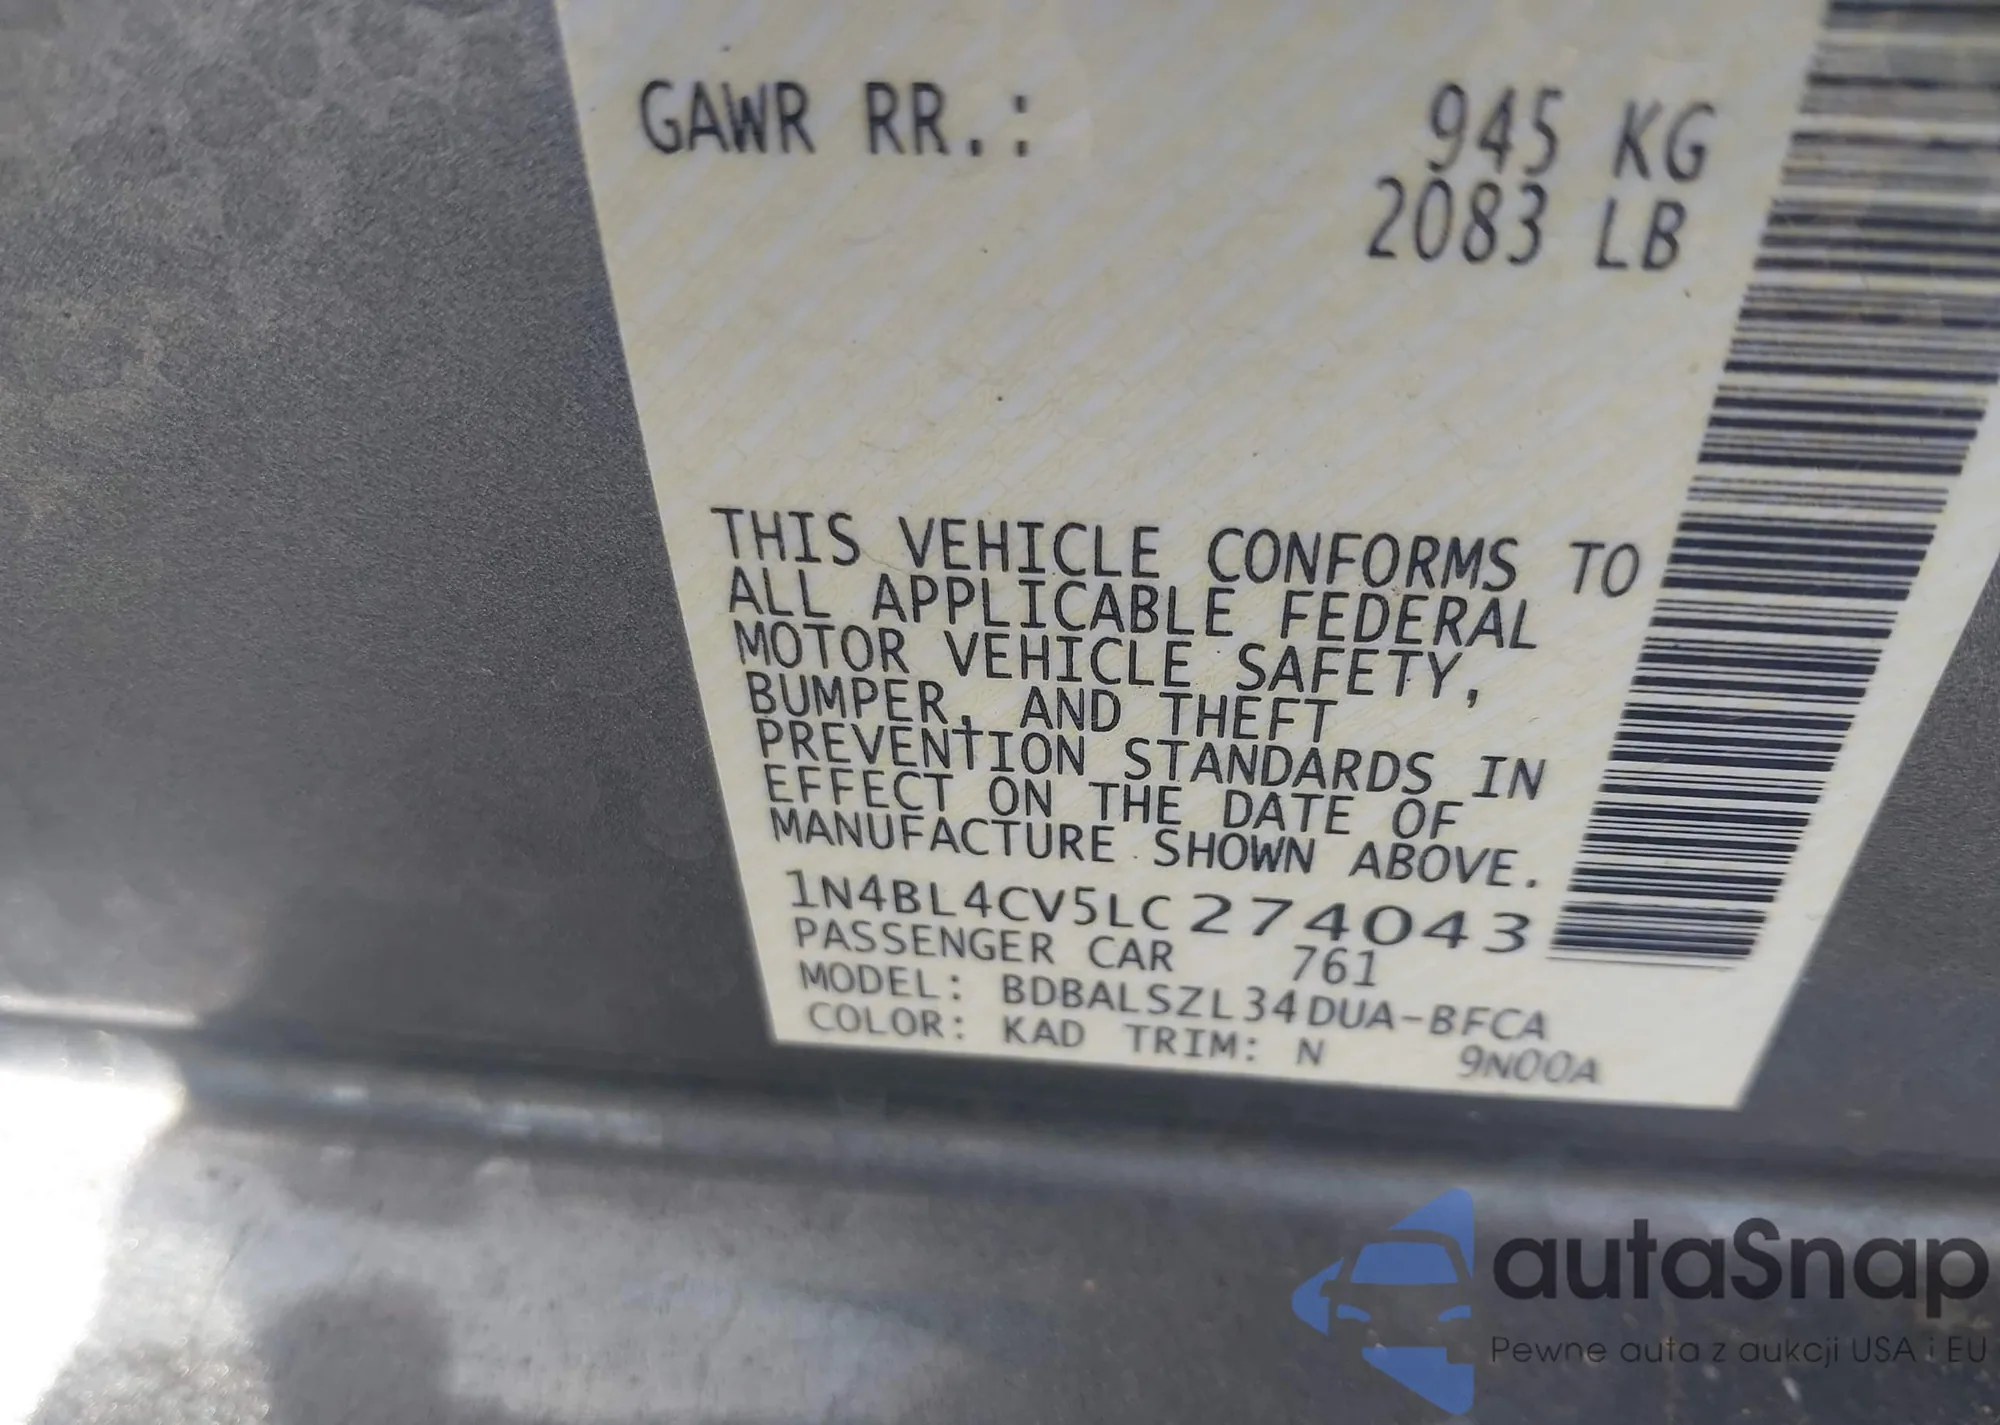 GAWR RR.: 945 KG
2083 LB
THIS VEHICLE CONFORMS TO
ALL APPLICABLE FEDERAL
MOTOR VEHICLE SAFETY,
BUMPER, AND THEFT
PREVENTION STANDARDS IN
EFFECT ON THE DATE OF
MANUFACTURE SHOWN ABOVE.
1N4BL4CV5LC274043
PASSENGER CAR 761
MODEL: BDBALSZL34DUA-BFCA
COLOR: KAD TRIM: N 9N00A
autaSnap
Pewne auta z aukcji USA i EU